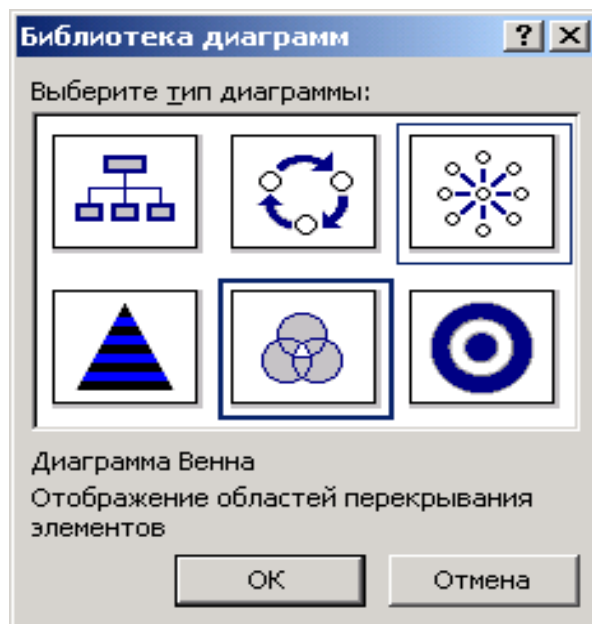 Библиотека диаграмм
Выберите тип диаграммы:
Диаграмма Венна
Отображение областей перекрывания
элементов
ОК
Отмена